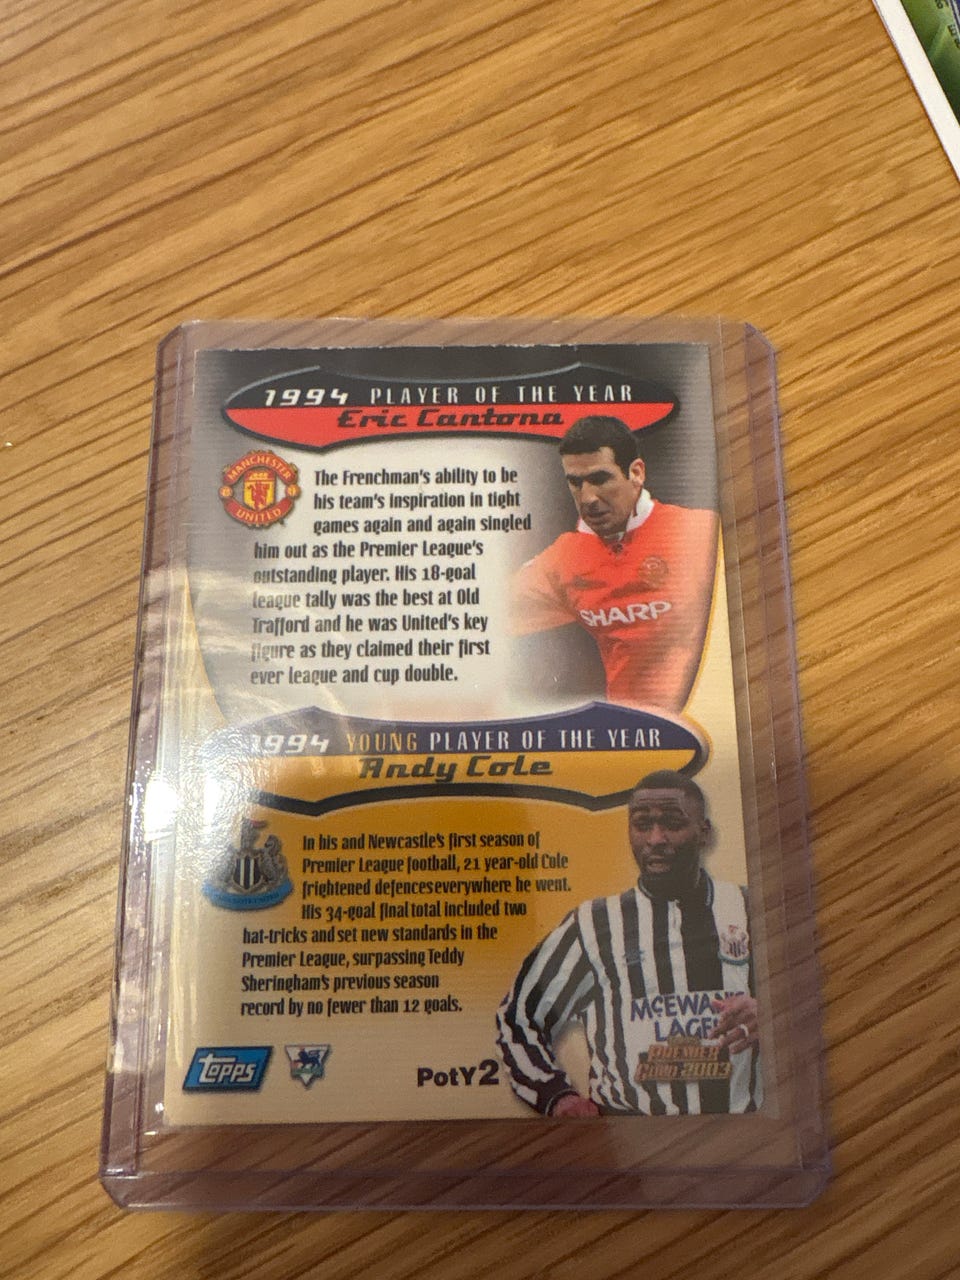 1994 PLAYER OF THE YEAR
Eric Cantona
MANCHESTER
UNITED
The Frenchman's ability to be
his team's inspiration in tight
games again and again singled
him out as the Premier League's
outstanding player. His 18-goal
league tally was the best at Old
Trafford and he was United's key
figure as they claimed their first
ever league and cup double.
SHARP
1994 YOUNG PLAYER OF THE YEAR
Andy Cole
In his and Newcastle's first season of
Premier League football, 21 year-old Cole
frightened defences everywhere he went.
His 34-goal final total included two
hat-tricks and set new standards in the
Premier League, surpassing Teddy
Sheringham's previous season
record by no fewer than 12 goals.
McEWAN'S
LAGE
Topps
PotY2
PREMIER
GOLD 2003